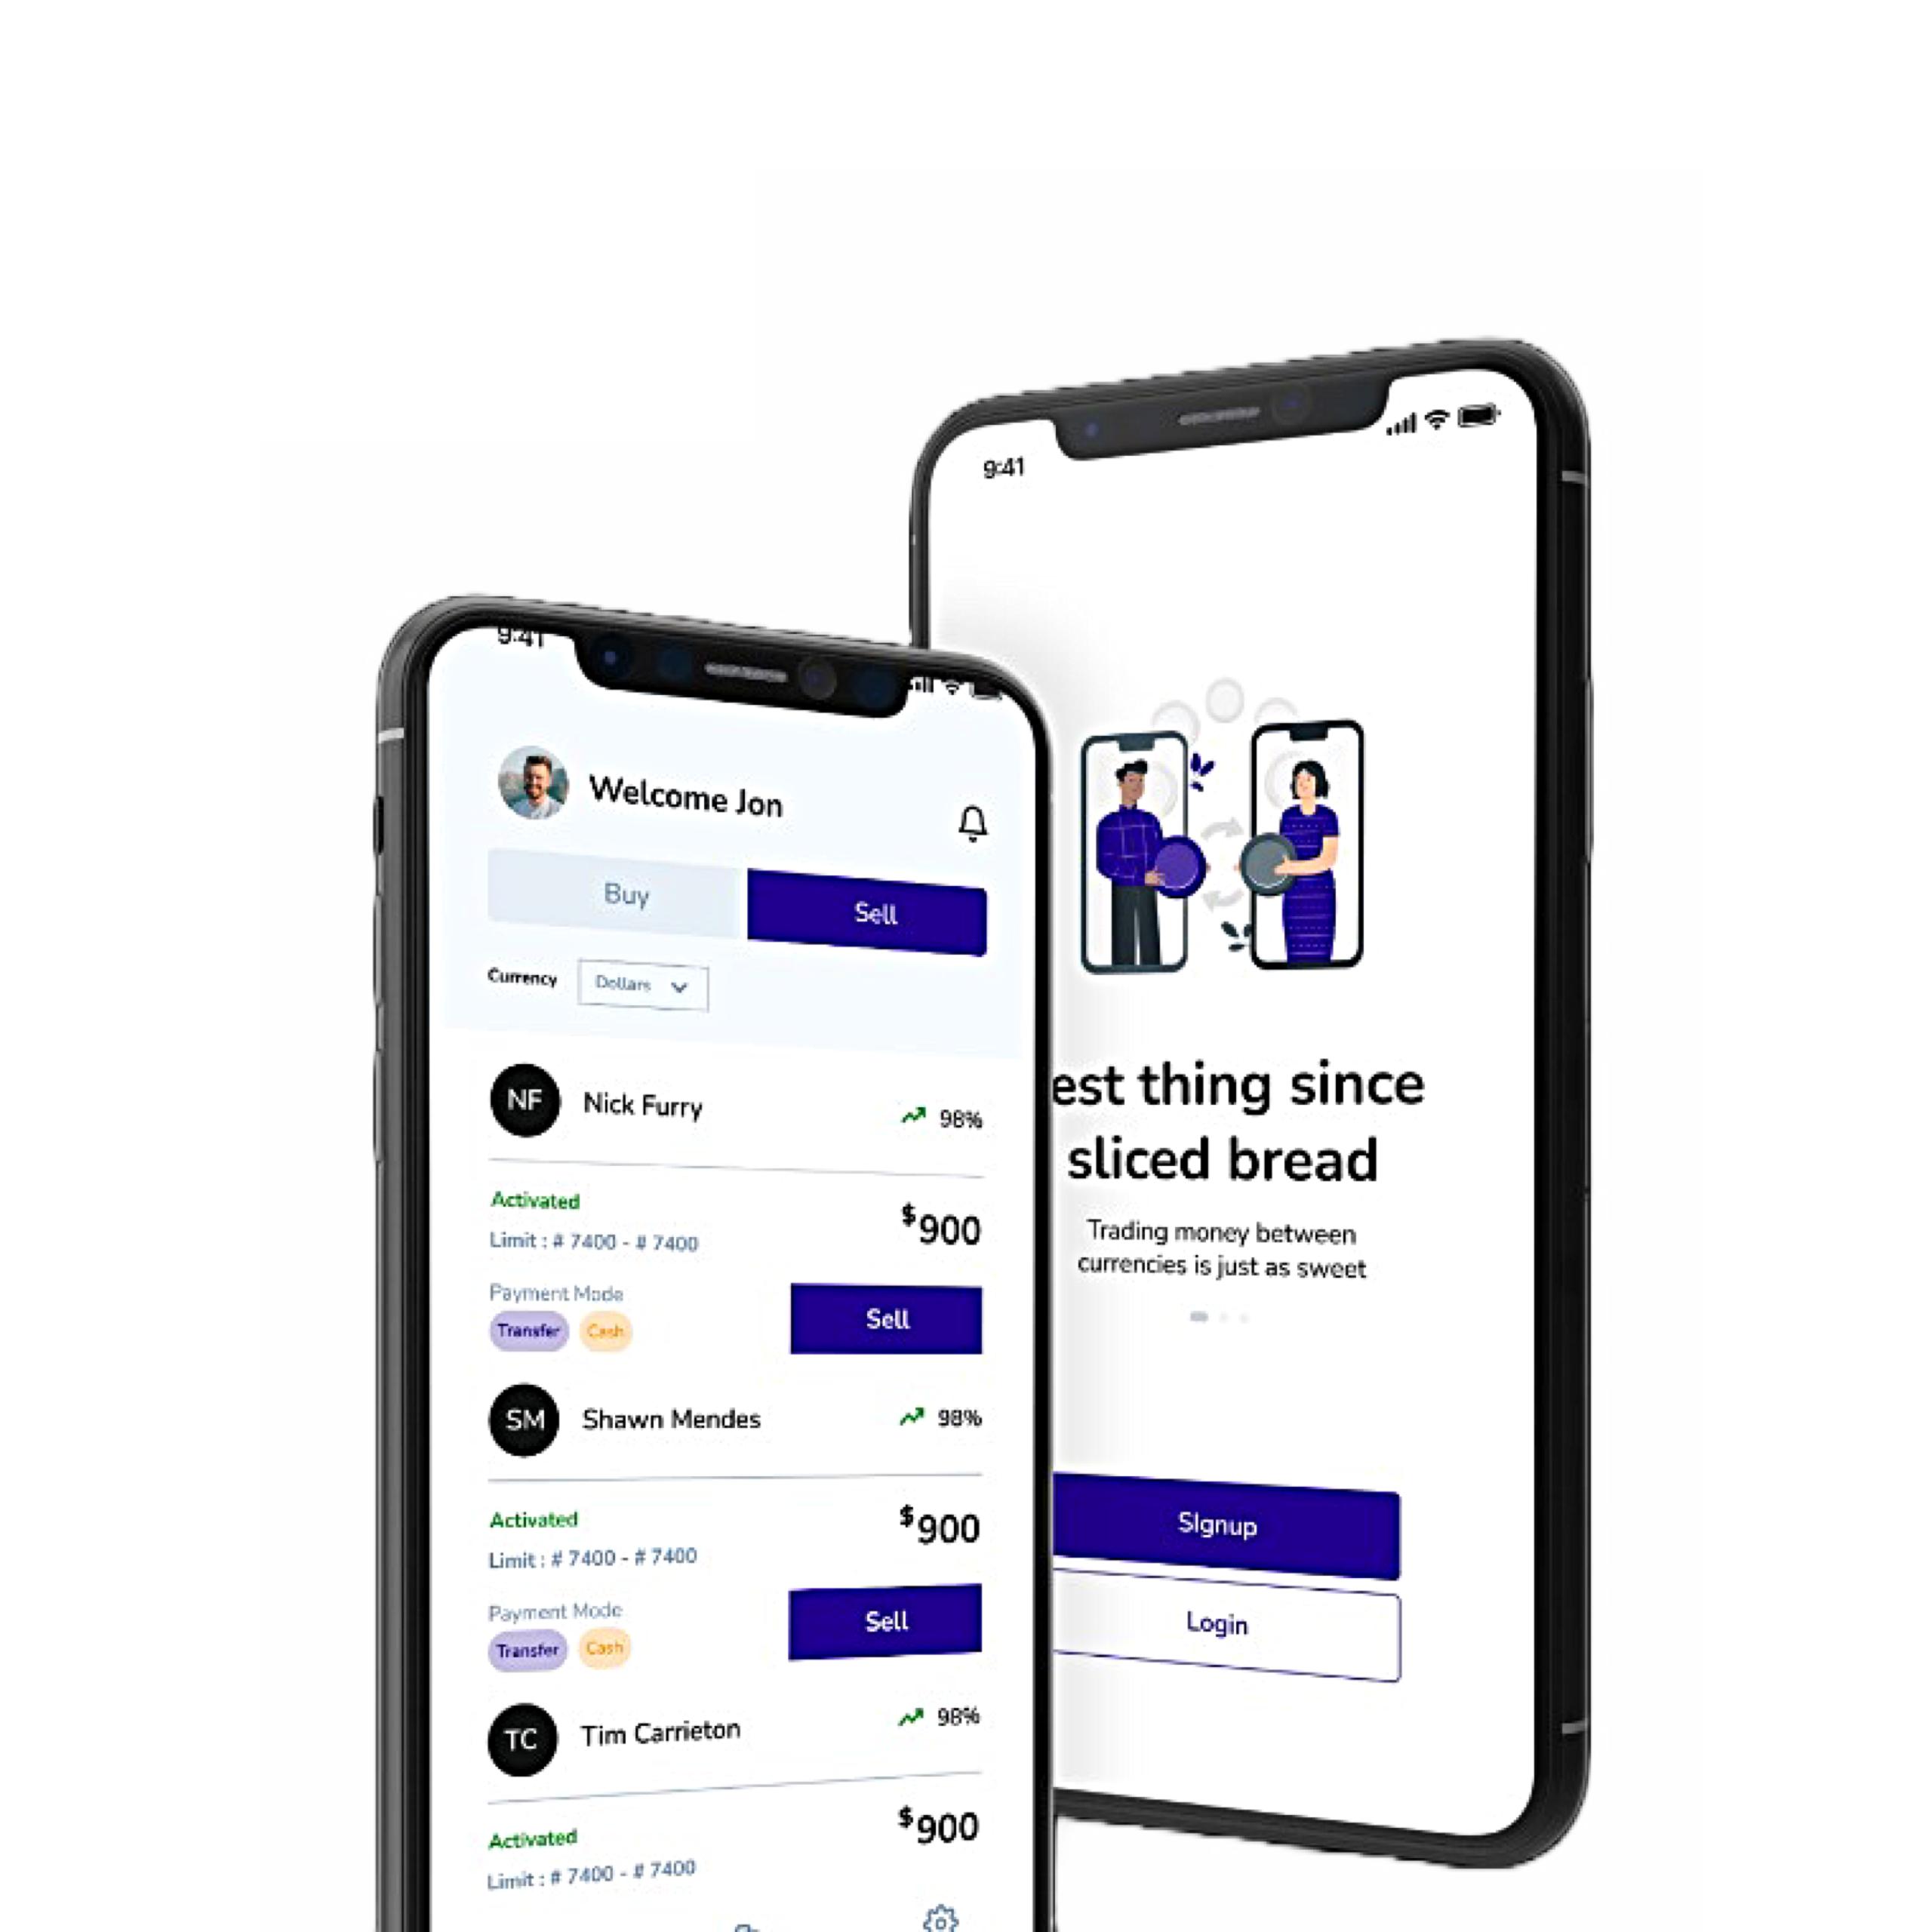 9:41
Welcome Jon
Buy
Sell
Currency
Dollars
NF
Nick Furry
98%
Activated
$900
Limit : # 7400 - # 7400
Payment Mode
Transfer
Cash
Sell
SM
Shawn Mendes
98%
Activated
$900
Limit : # 7400 - # 7400
Payment Mode
Transfer
Cash
Sell
TC
Tim Carrieton
98%
Activated
$900
Limit : # 7400 - # 7400
9:41
est thing since
sliced bread
Trading money between
currencies is just as sweet
SIgnup
Login